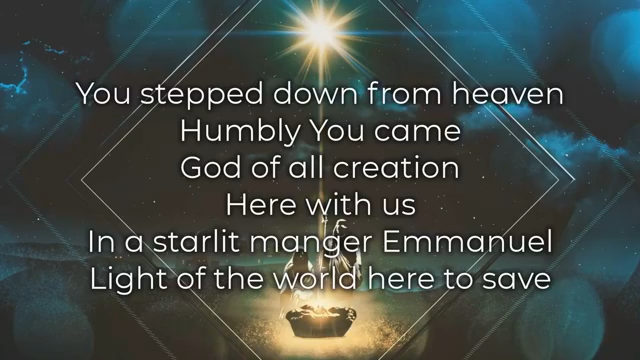 You stepped down from heaven
Humbly You came
God of all creation
Here with us
In a starlit manger Emmanuel
Light of the world here to save